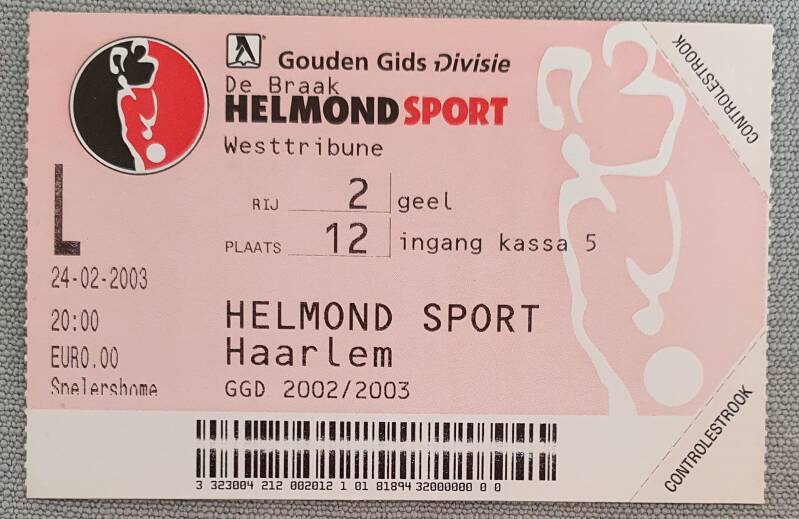 Gouden Gids Divisie
De Braak
HELMOND SPORT
Westtribune
RIJ 2 geel
PLAATS 12 ingang kassa 5
L
24-02-2003
20:00
EUR0.00
Spelershome
HELMOND SPORT
Haarlem
GGD 2002/2003
3 323004 212 002012 1 01 81894 32000000 0 0
CONTROLESTROOK
CONTROLESTROOK